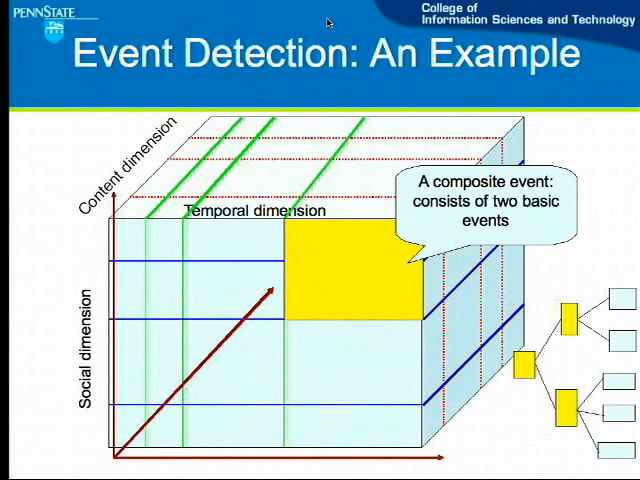 PENNSTATE
1855
College of
Information Sciences and Technology
Event Detection: An Example
Content dimension
Temporal dimension
A composite event:
consists of two basic
events
Social dimension